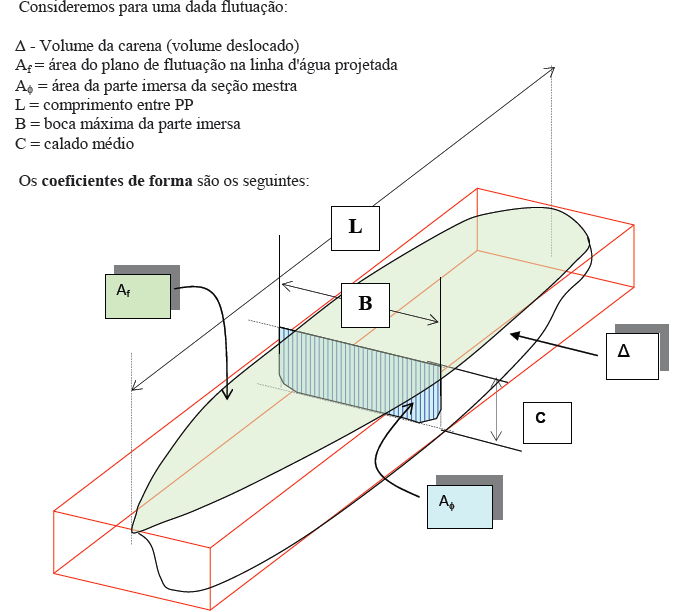 Consideremos para uma dada flutuação:
Δ - Volume da carena (volume deslocado)
Af = área do plano de flutuação na linha d'água projetada
Aϕ = área da parte imersa da seção mestra
L = comprimento entre PP
B = boca máxima da parte imersa
C = calado médio
Os coeficientes de forma são os seguintes:
L
Af
B
Δ
C
Aϕ